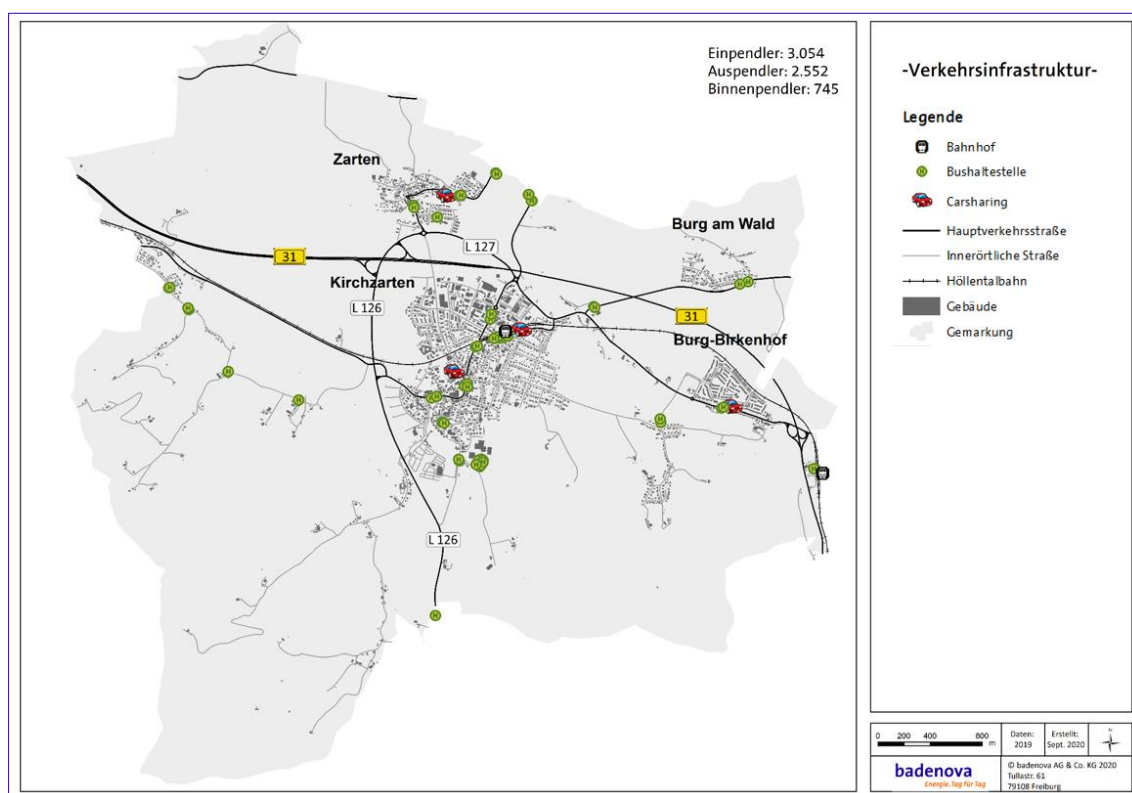 Einpendler: 3.054
Auspendler: 2.552
Binnenpendler: 745
Zarten
Burg am Wald
L 127
31
Kirchzarten
L 126
31
Burg-Birkenhof
L 126
-Verkehrsinfrastruktur-
Legende
Bahnhof
H Bushaltestelle
Carsharing
Hauptverkehrsstraße
Innerörtliche Straße
Höllentalbahn
Gebäude
Gemarkung
0 200 400 800 m
Daten: 2019
Erstellt: Sept. 2020
N
badenova
Energie. Tag für Tag
© badenova AG & Co. KG 2020
Tullastr. 61
79108 Freiburg